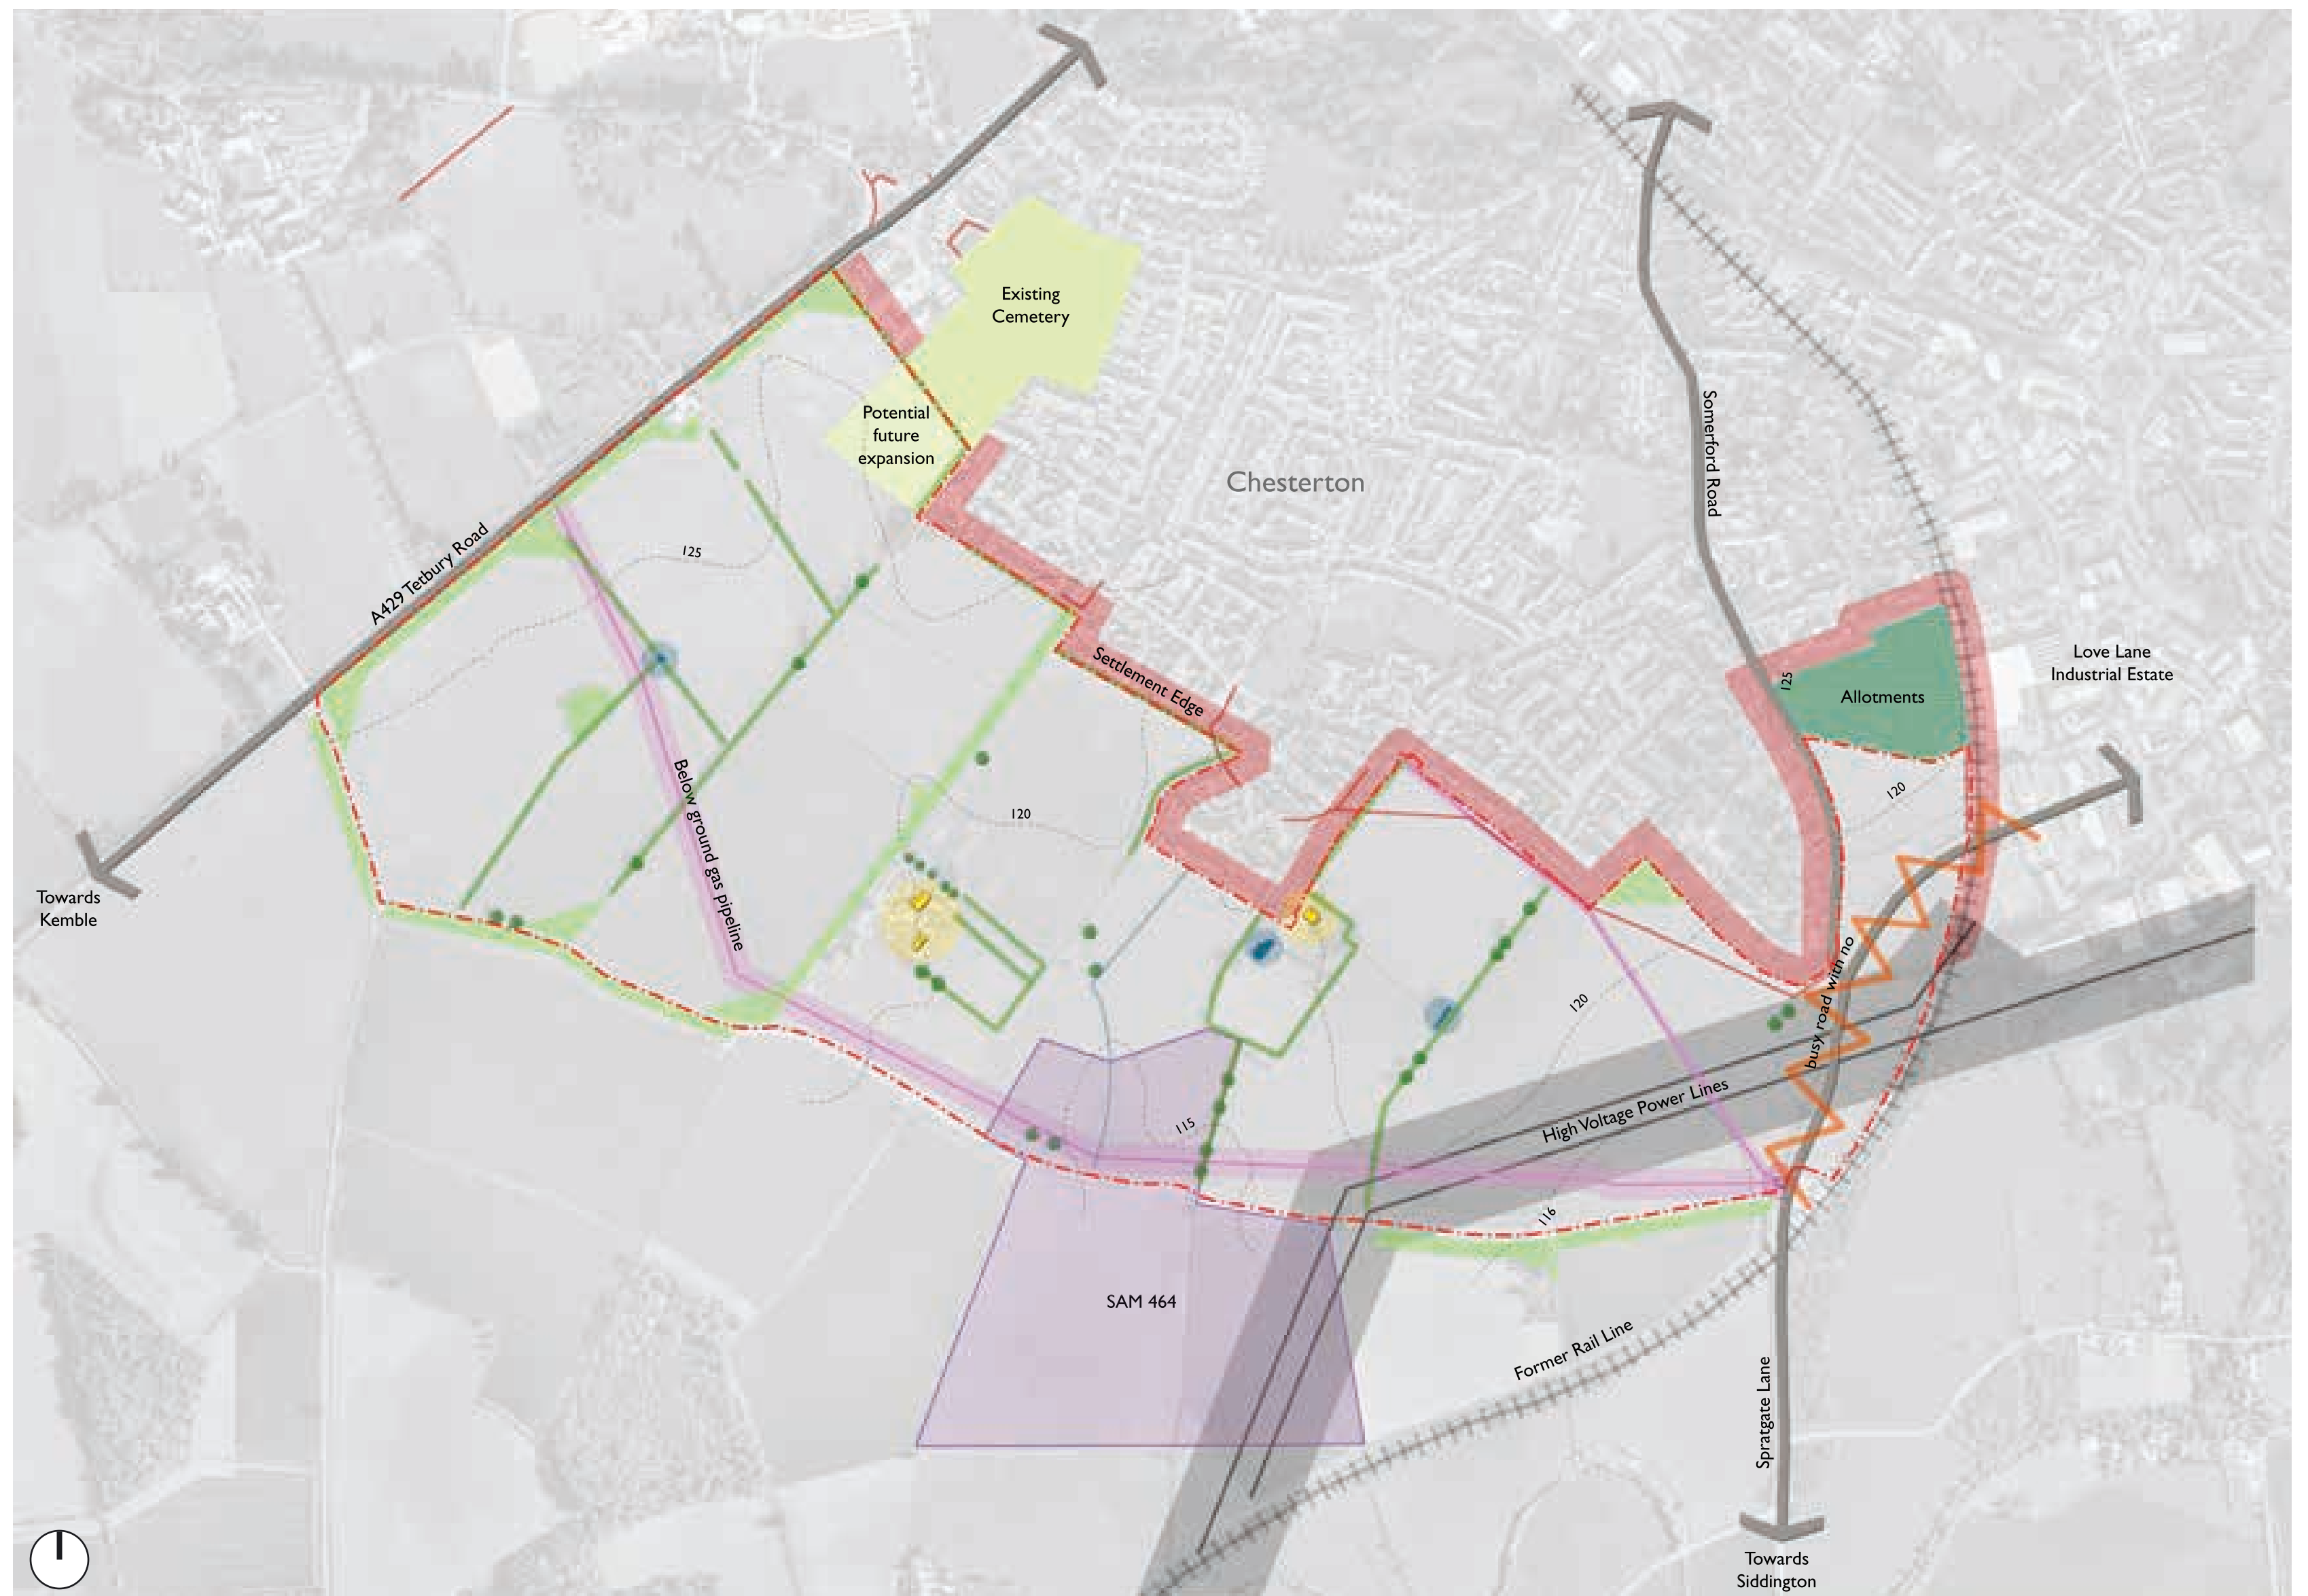 Existing
Cemetery
Potential
future
expansion
Chesterton
Somerford Road
A429 Tetbury Road
125
Settlement Edge
125
Allotments
Love Lane
Industrial Estate
120
120
Below ground gas pipeline
Towards
Kemble
busy road with no
120
High Voltage Power Lines
115
116
SAM 464
Former Rail Line
Spratgate Lane
Towards
Siddington